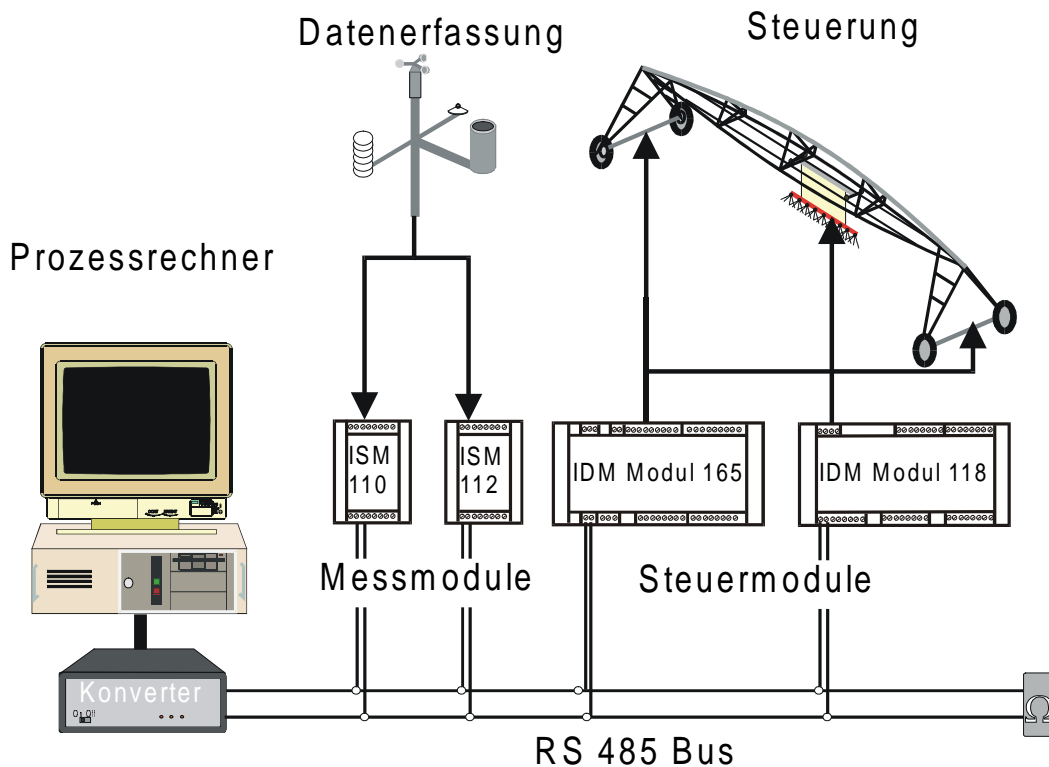 Datenerfassung
Steuerung
Prozessrechner
ISM
110
ISM
112
IDM Modul 165
IDM Modul 118
Messmodule
Steuermodule
Konverter
Ω
RS 485 Bus